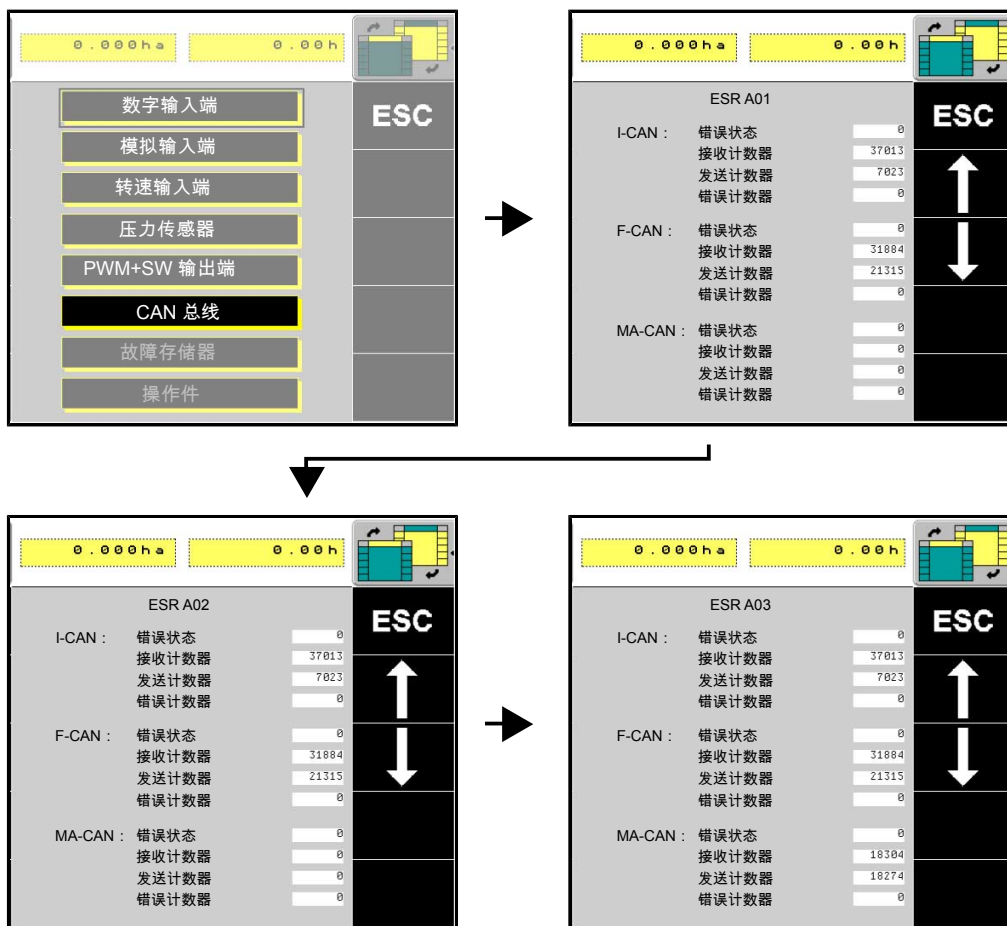 0.000ha 0.00h
数字输入端
ESC
模拟输入端
转速输入端
压力传感器
PWM+SW 输出端
CAN 总线
故障存储器
操作件
0.000ha 0.00h
ESR A01
ESC
I-CAN： 错误状态 0
接收计数器 37013
发送计数器 7023
错误计数器 0
F-CAN： 错误状态 0
接收计数器 31884
发送计数器 21315
错误计数器 0
MA-CAN： 错误状态 0
接收计数器 0
发送计数器 0
错误计数器 0
0.000ha 0.00h
ESR A02
ESC
I-CAN： 错误状态 0
接收计数器 37013
发送计数器 7023
错误计数器 0
F-CAN： 错误状态 0
接收计数器 31884
发送计数器 21315
错误计数器 0
MA-CAN： 错误状态 0
接收计数器 0
发送计数器 0
错误计数器 0
0.000ha 0.00h
ESR A03
ESC
I-CAN： 错误状态 0
接收计数器 37013
发送计数器 7023
错误计数器 0
F-CAN： 错误状态 0
接收计数器 31884
发送计数器 21315
错误计数器 0
MA-CAN： 错误状态 0
接收计数器 18304
发送计数器 18274
错误计数器 0